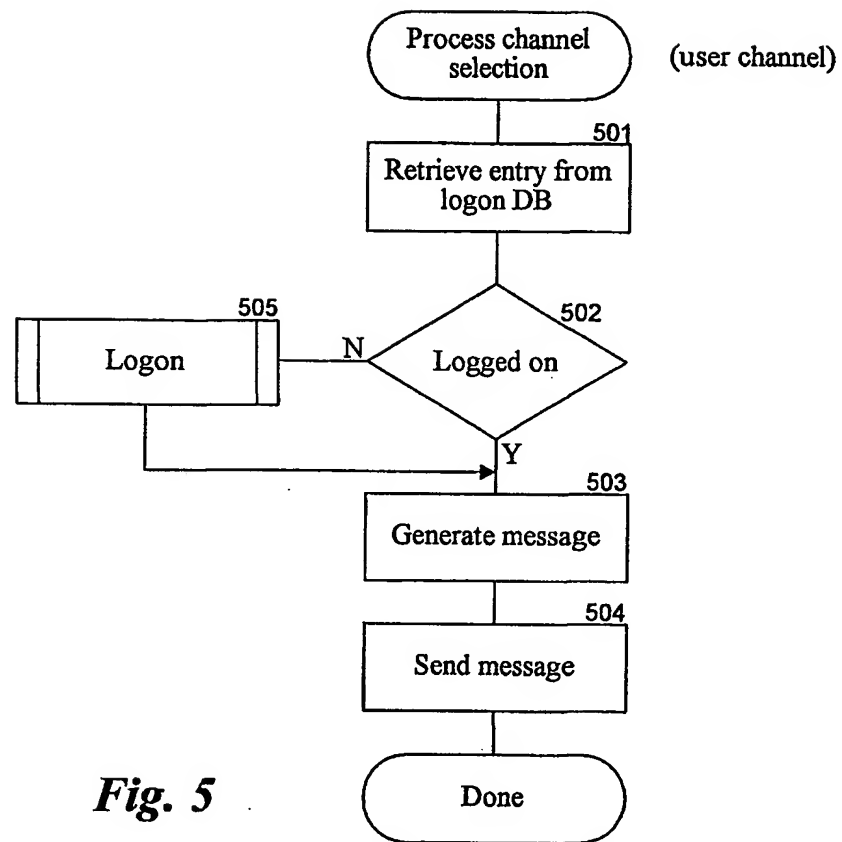 Process channel
selection
(user channel)
501
Retrieve entry from
logon DB
505
502
Logon
N
Logged on
Y
503
Generate message
504
Send message
Done
Fig. 5